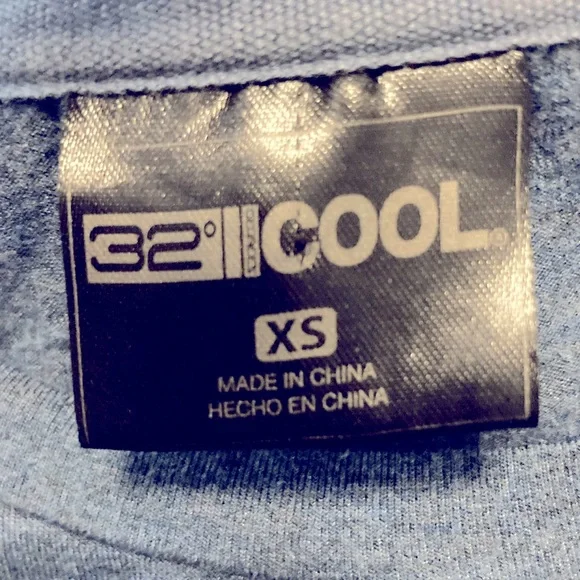 32° COOL®
XS
MADE IN CHINA
HECHO EN CHINA